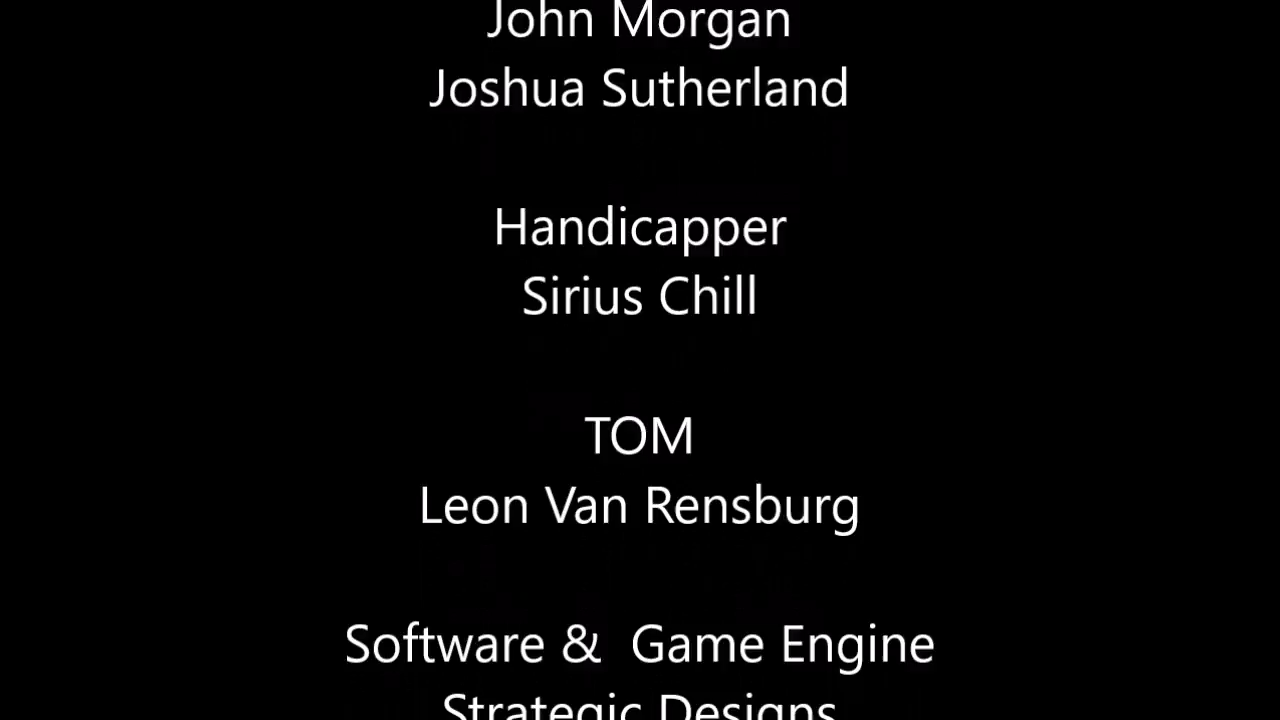 John Morgan
Joshua Sutherland
Handicapper
Sirius Chill
TOM
Leon Van Rensburg
Software & Game Engine
Strategic Designs